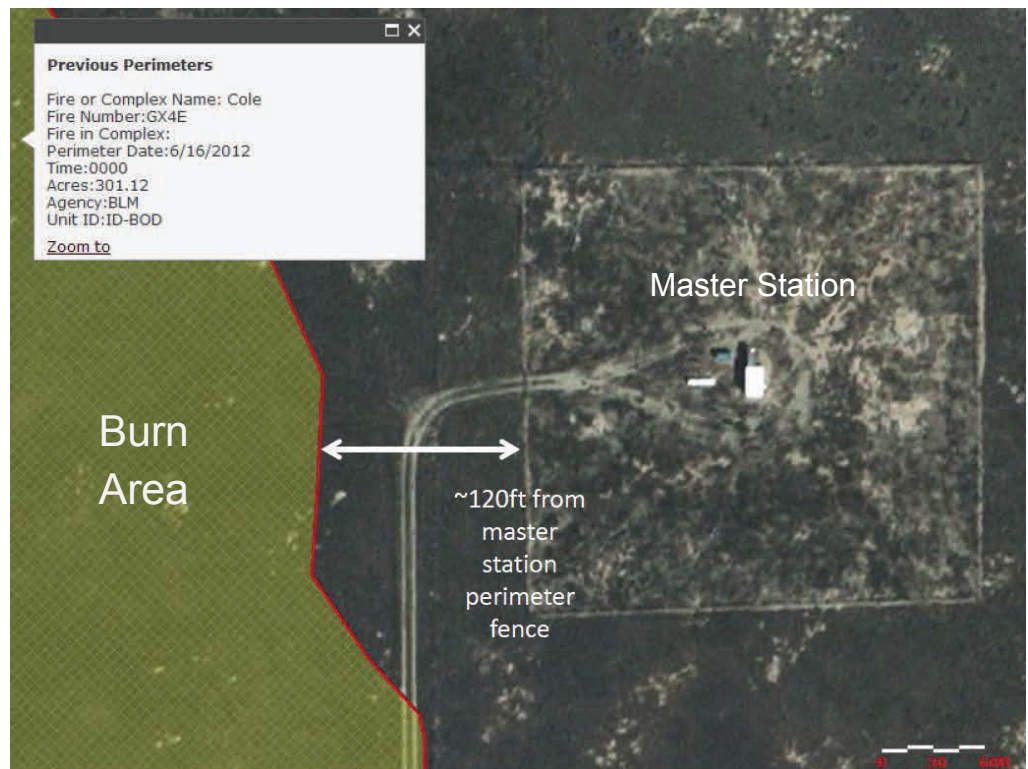 Previous Perimeters
Fire or Complex Name: Cole
Fire Number:GX4E
Fire in Complex:
Perimeter Date:6/16/2012
Time:0000
Acres:301.12
Agency:BLM
Unit ID:ID-BOD
Zoom to
Master Station
Burn
Area
~120ft from
master
station
perimeter
fence
0 30 60ft